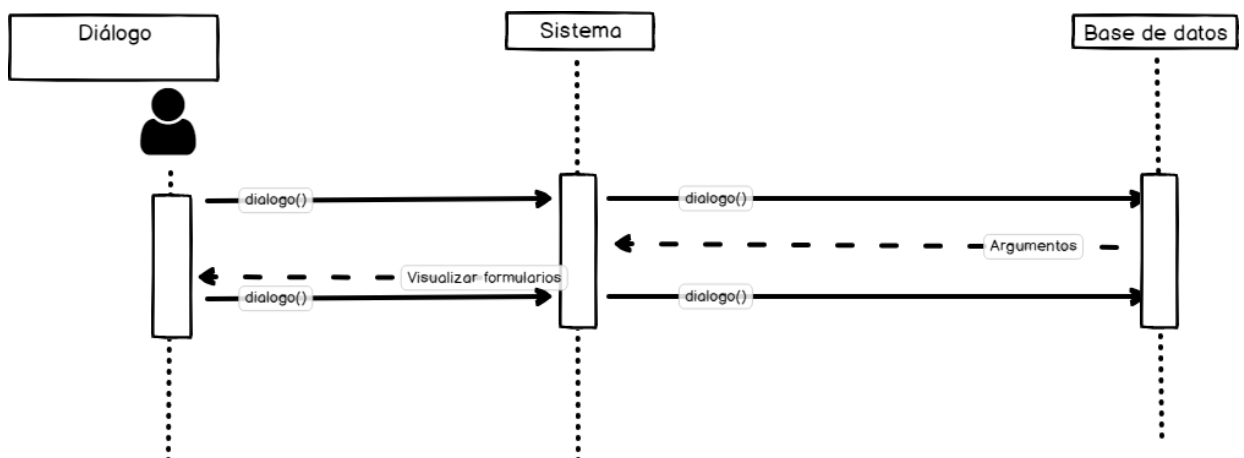 Diálogo
Sistema
Base de datos
dialogo()
dialogo()
Argumentos
Visualizar formularios
dialogo()
dialogo()